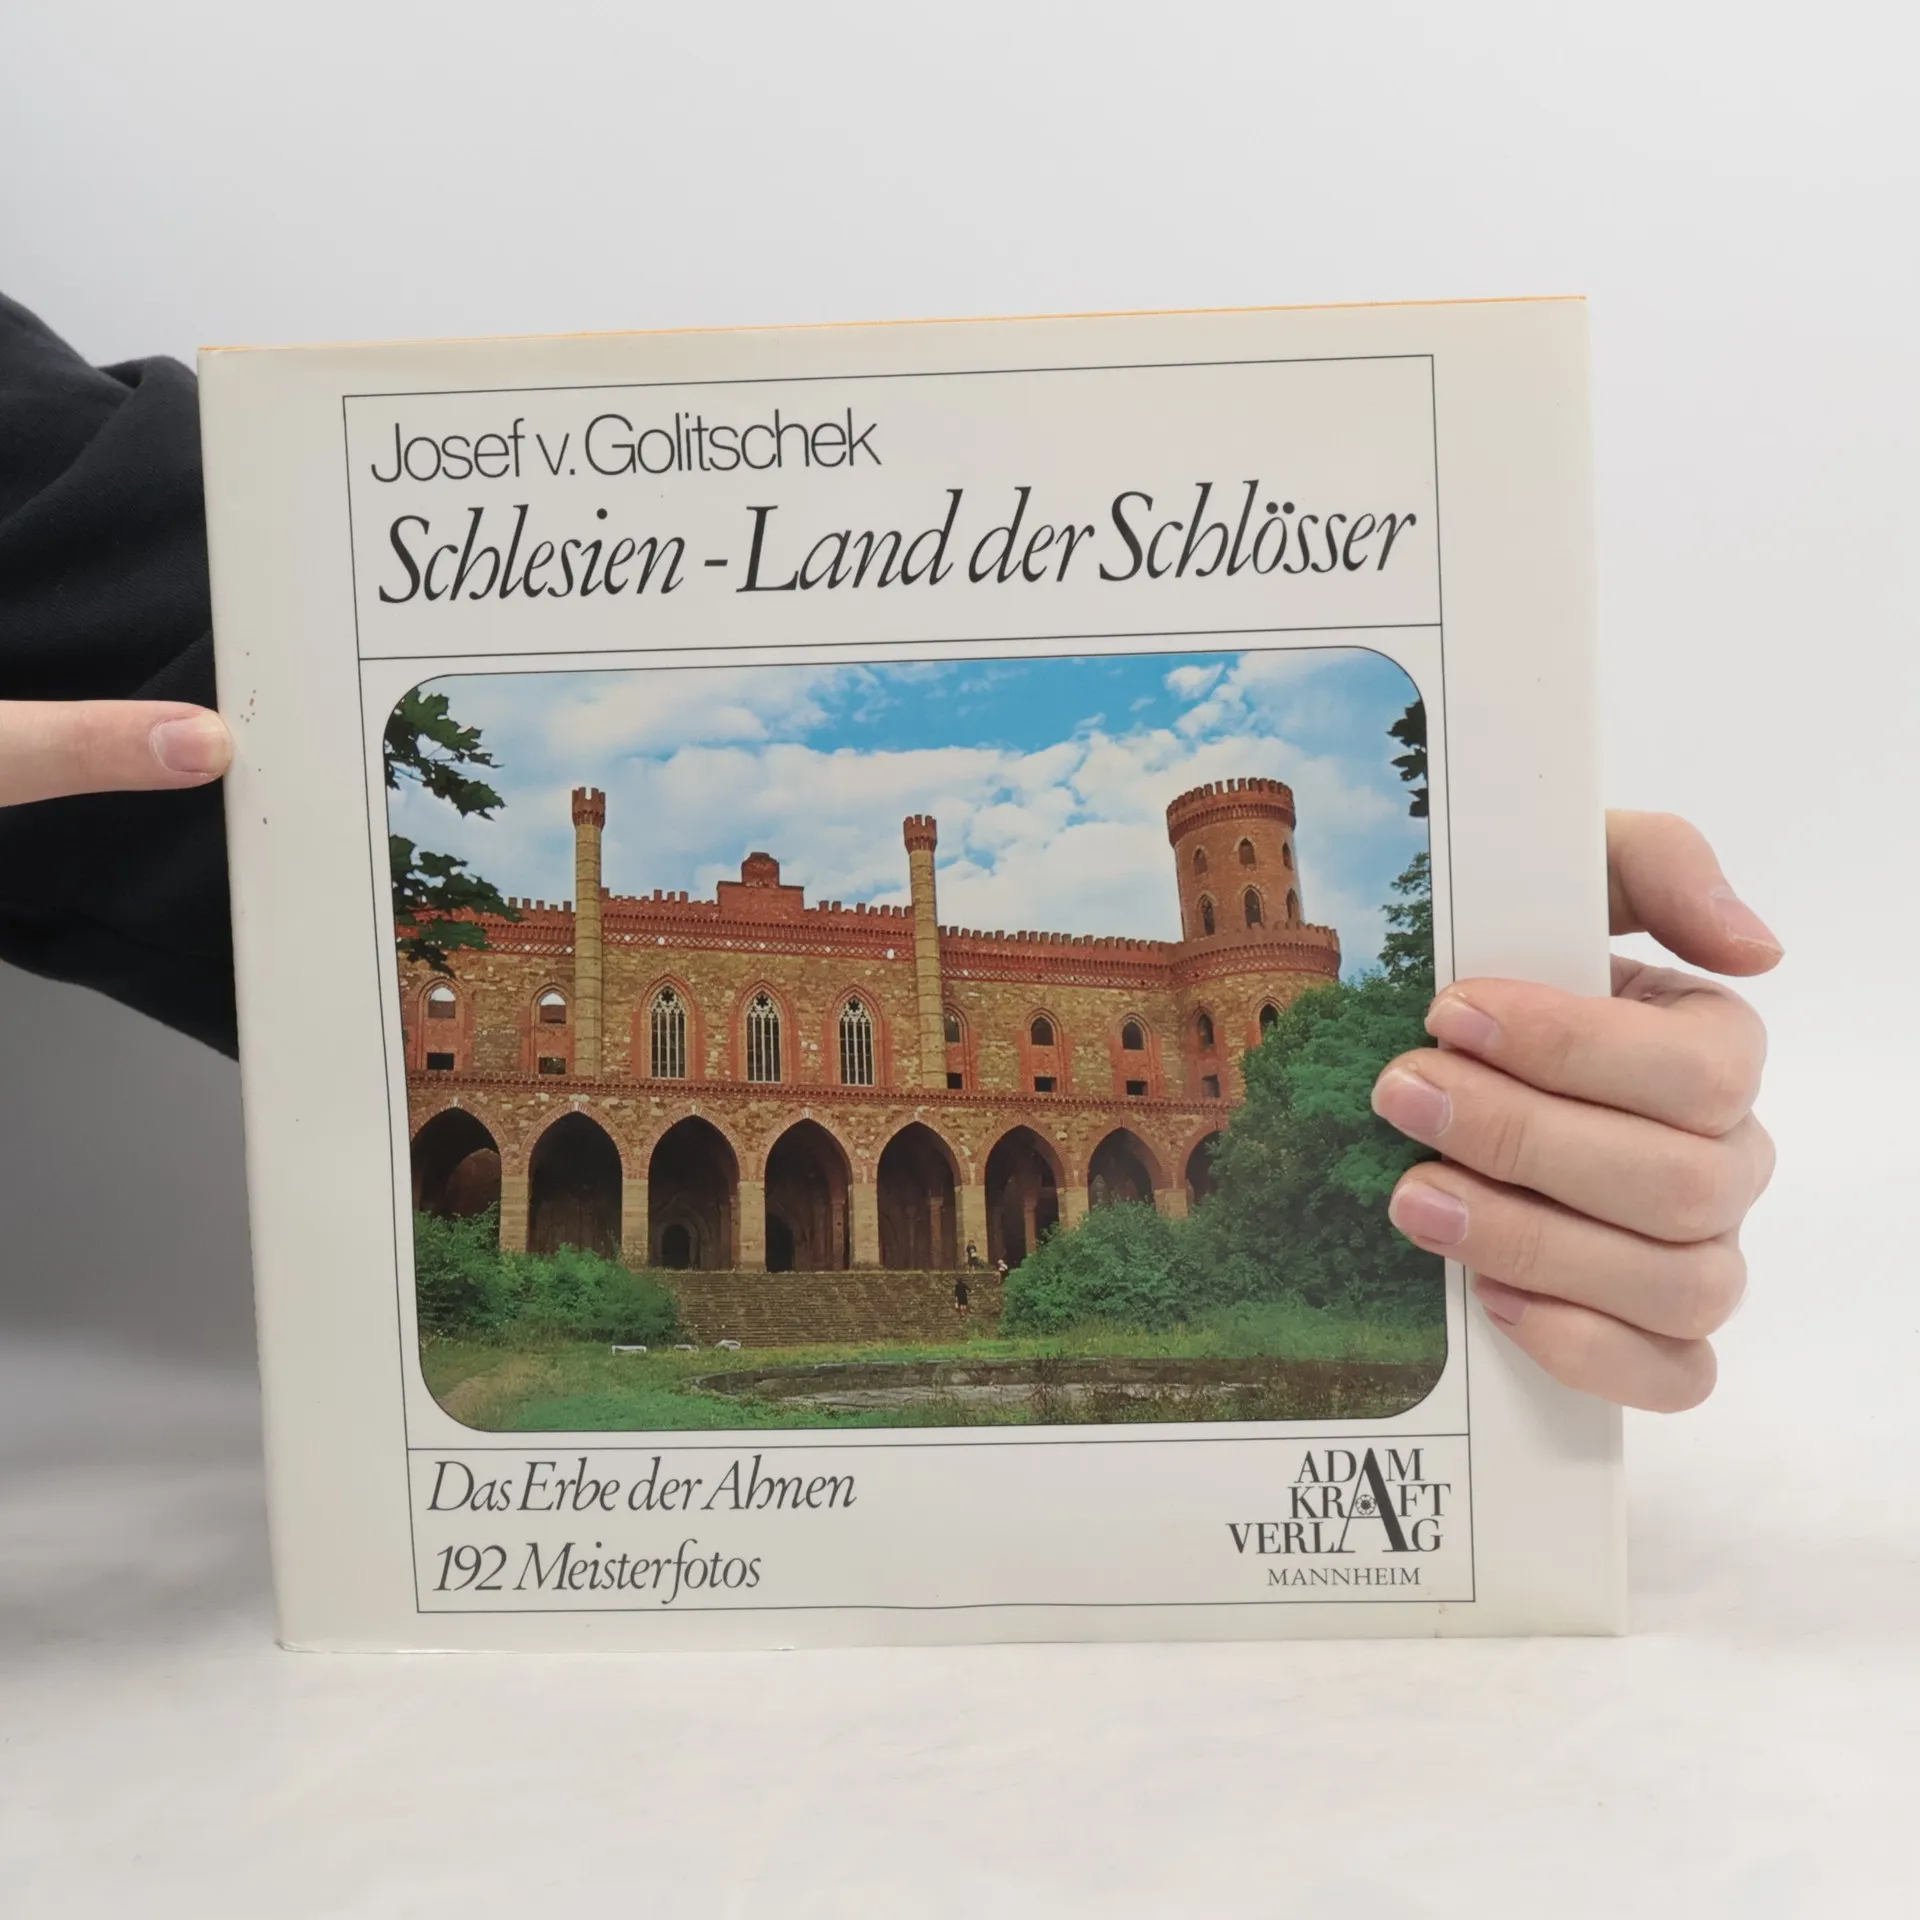 Josef v. Golitschek
Schlesien - Land der Schlösser
Das Erbe der Ahnen
192 Meisterfotos
ADAM
KRAFT
VERLAG
MANNHEIM